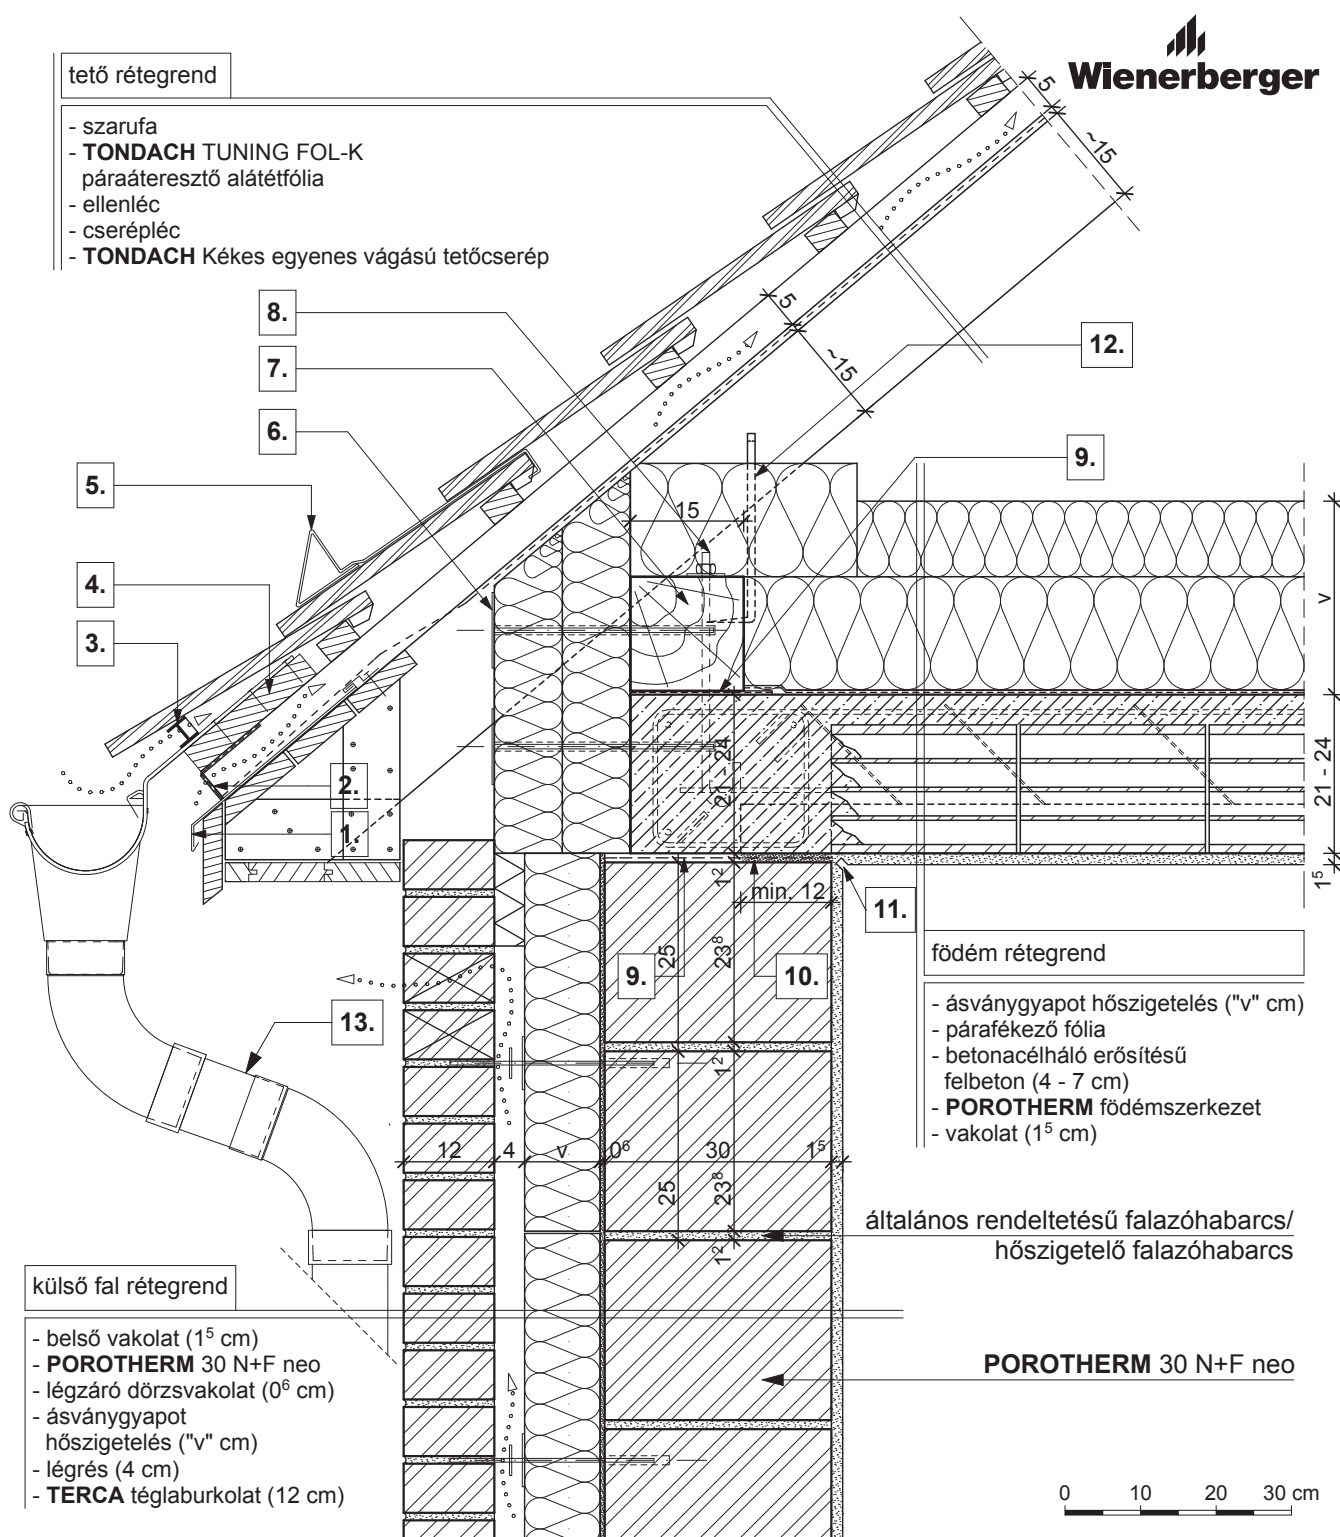 Wienerberger
tető rétegrend
- szarufa
- TONDACH TUNING FOL-K
páraáteresztő alátétfólia
- ellenléc
- cserépléc
- TONDACH Kékes egyenes vágású tetőcserép
5
~15
5
~15
8.
7.
6.
5.
4.
3.
2.
1.
12.
9.
15
v
21 - 24
21 - 24
1⁵
1²
min. 12
11.
25
23⁸
9.
10.
13.
1²
12
4
v
0⁶
30
1⁵
25
23⁸
1²
födém rétegrend
- ásványgyapot hőszigetelés ("v" cm)
- párafékező fólia
- betonacélháló erősítésű
felbeton (4 - 7 cm)
- POROTHERM födémszerkezet
- vakolat (1⁵ cm)
általános rendeltetésű falazóhabarcs/
hőszigetelő falazóhabarcs
POROTHERM 30 N+F neo
külső fal rétegrend
- belső vakolat (1⁵ cm)
- POROTHERM 30 N+F neo
- légzáró dörzsvakolat (0⁶ cm)
- ásványgyapot
hőszigetelés ("v" cm)
- légrés (4 cm)
- TERCA téglaburkolat (12 cm)
0 10 20 30 cm